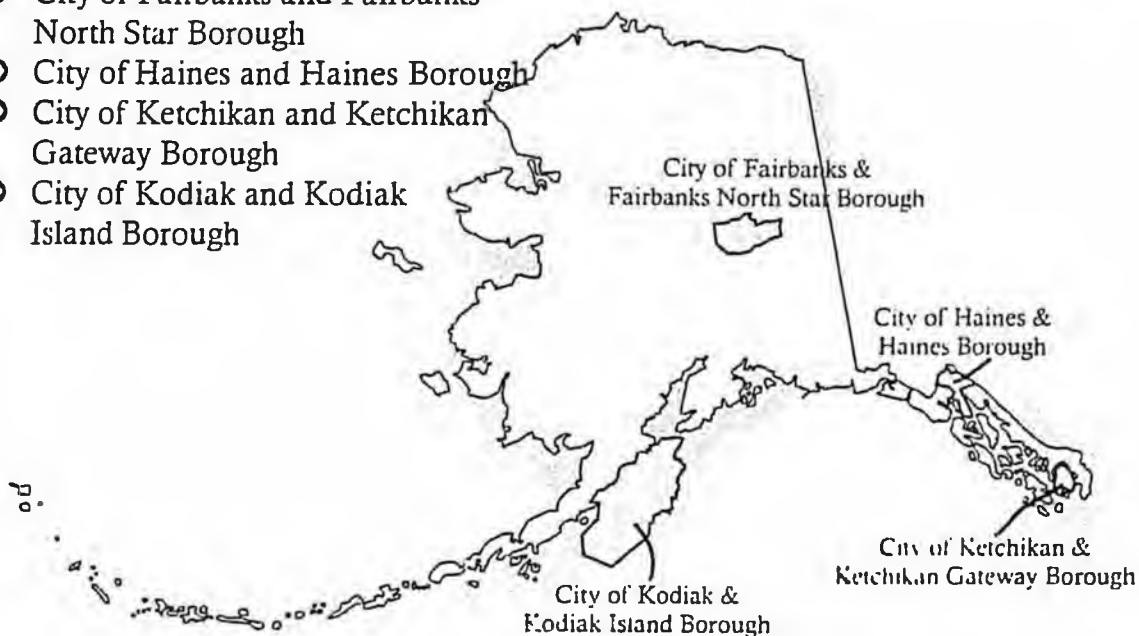 City of Fairbanks and Fairbanks
North Star Borough
City of Haines and Haines Borough
City of Ketchikan and Ketchikan
Gateway Borough
City of Kodiak and Kodiak
Island Borough
City of Fairbanks &
Fairbanks North Star Borough
City of Haines &
Haines Borough
City of Ketchikan &
Ketchikan Gateway Borough
City of Kodiak &
Kodiak Island Borough